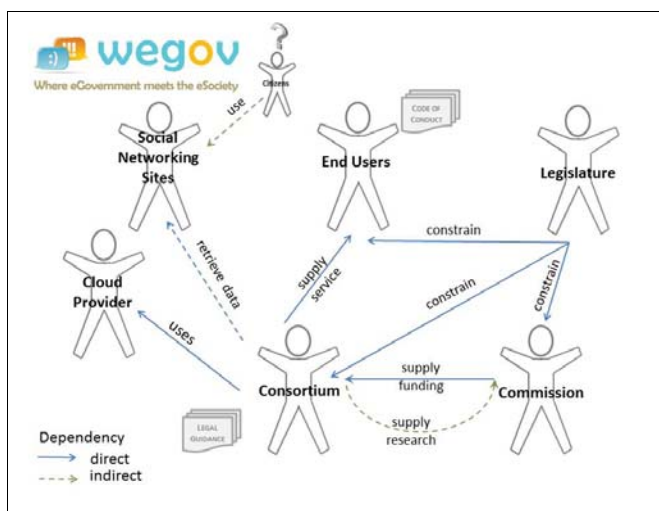 wegov
Where eGovernment meets the eSociety
?
Citizens
use
Social
Networking
Sites
CODE OF
CONDUCT
End Users
Legislature
constrain
retrieve data
supply
service
constrain
constrain
Cloud
Provider
uses
Consortium
supply
funding
Commission
supply
research
LEGAL
GUIDANCE
Dependency
direct
indirect